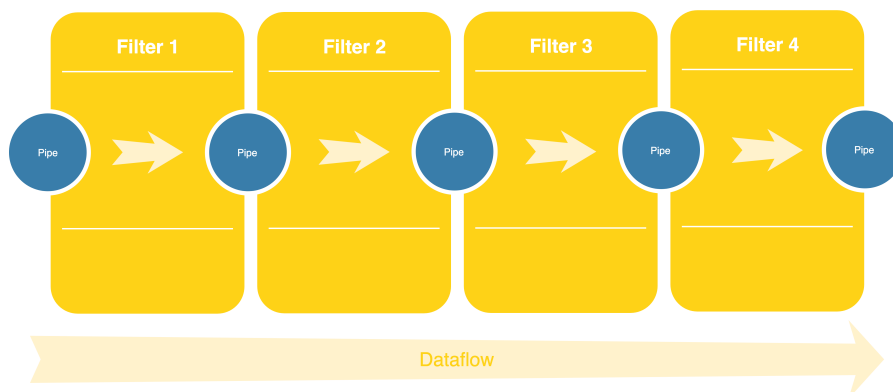 Filter 1
Filter 2
Filter 3
Filter 4
Pipe
Pipe
Pipe
Pipe
Pipe
Dataflow